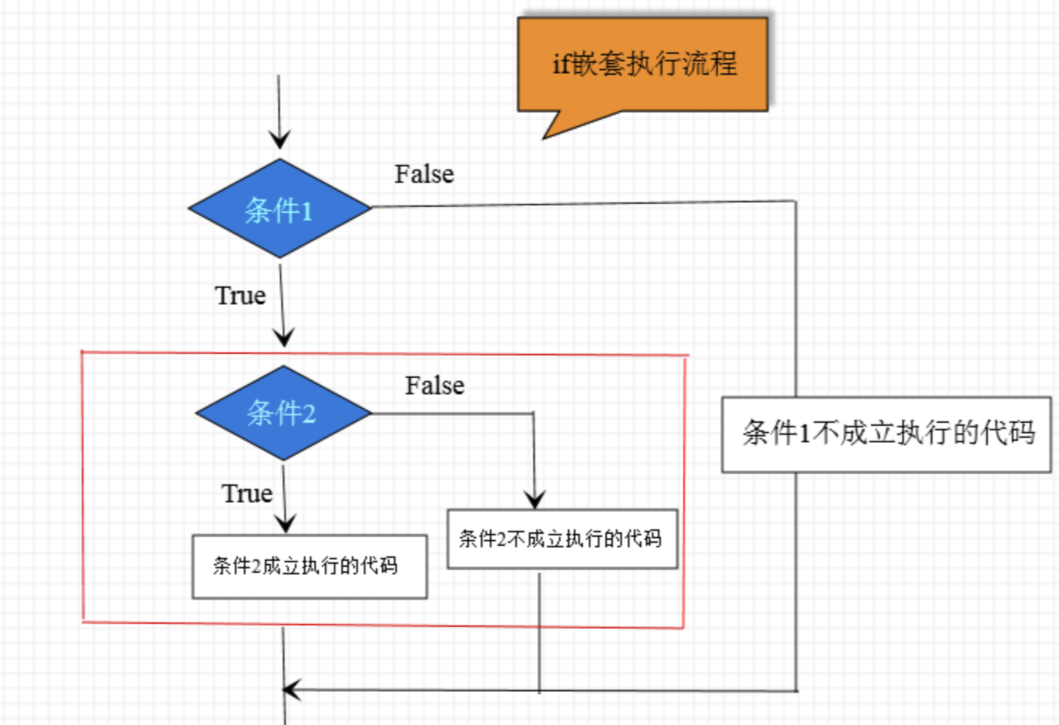 if嵌套执行流程
False
条件1
True
False
条件2
条件1不成立执行的代码
True
条件2不成立执行的代码
条件2成立执行的代码